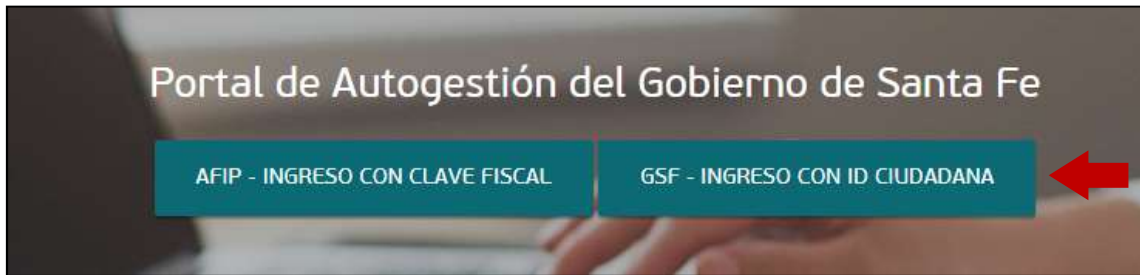 Portal de Autogestión del Gobierno de Santa Fe
AFIP - INGRESO CON CLAVE FISCAL
GSF - INGRESO CON ID CIUDADANA